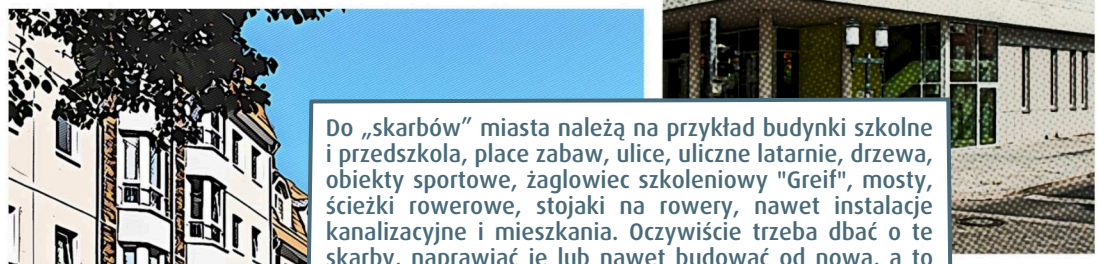 Do „skarbów” miasta należą na przykład budynki szkolne
i przedszkola, place zabaw, ulice, uliczne latarnie, drzewa,
obiekty sportowe, żaglowiec szkoleniowy "Greif", mosty,
ścieżki rowerowe, stojaki na rowery, nawet instalacje
kanalizacyjne i mieszkania. Oczywiście trzeba dbać o te
skarby, naprawiać je lub nawet budować od nowa, a to